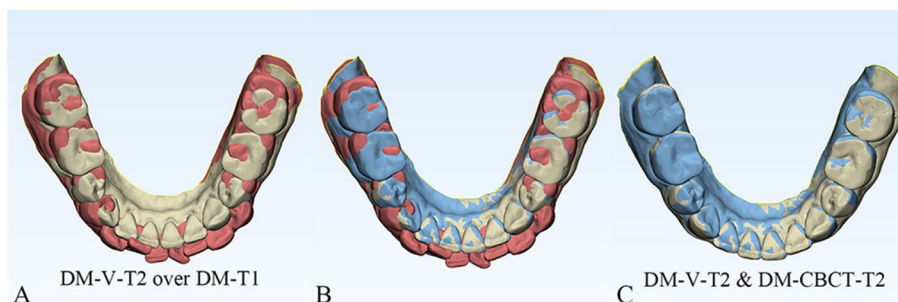 DM-V-T2 over DM-T1
DM-V-T2 & DM-CBCT-T2
A
B
C